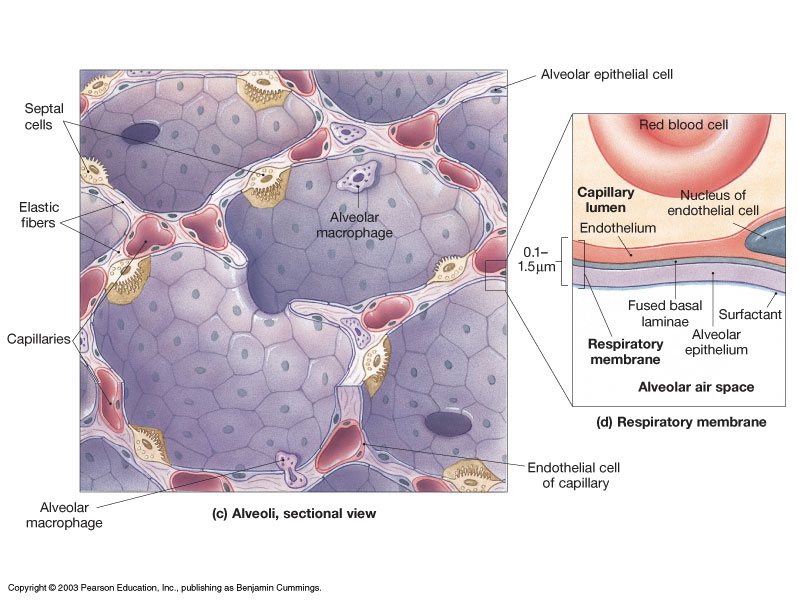 Septal
cells
Elastic
fibers
Capillaries
Alveolar
macrophage
Alveolar
macrophage
(c) Alveoli, sectional view
Alveolar epithelial cell
Endothelial cell
of capillary
Red blood cell
Capillary
lumen
Nucleus of
endothelial cell
Endothelium
0.1–
1.5μm
Fused basal
laminae
Surfactant
Alveolar
epithelium
Respiratory
membrane
Alveolar air space
(d) Respiratory membrane
Copyright © 2003 Pearson Education, Inc., publishing as Benjamin Cummings.